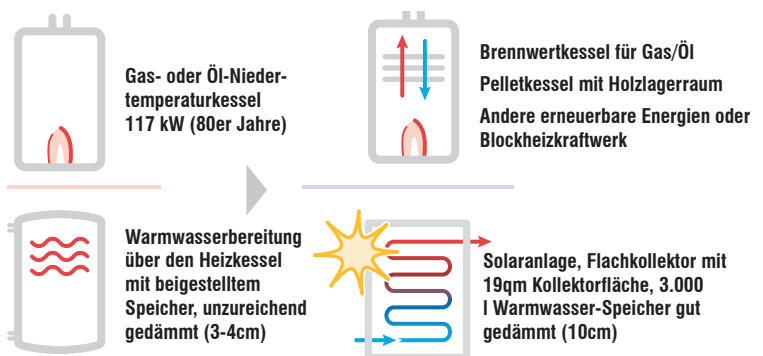 Gas- oder Öl-Nieder-
temperaturkessel
117 kW (80er Jahre)
Brennwertkessel für Gas/Öl
Pelletkessel mit Holzlagerraum
Andere erneuerbare Energien oder
Blockheizkraftwerk
Warmwasserbereitung
über den Heizkessel
mit beigestelltem
Speicher, unzureichend
gedämmt (3-4cm)
Solaranlage, Flachkollektor mit
19qm Kollektorfläche, 3.000
l Warmwasser-Speicher gut
gedämmt (10cm)